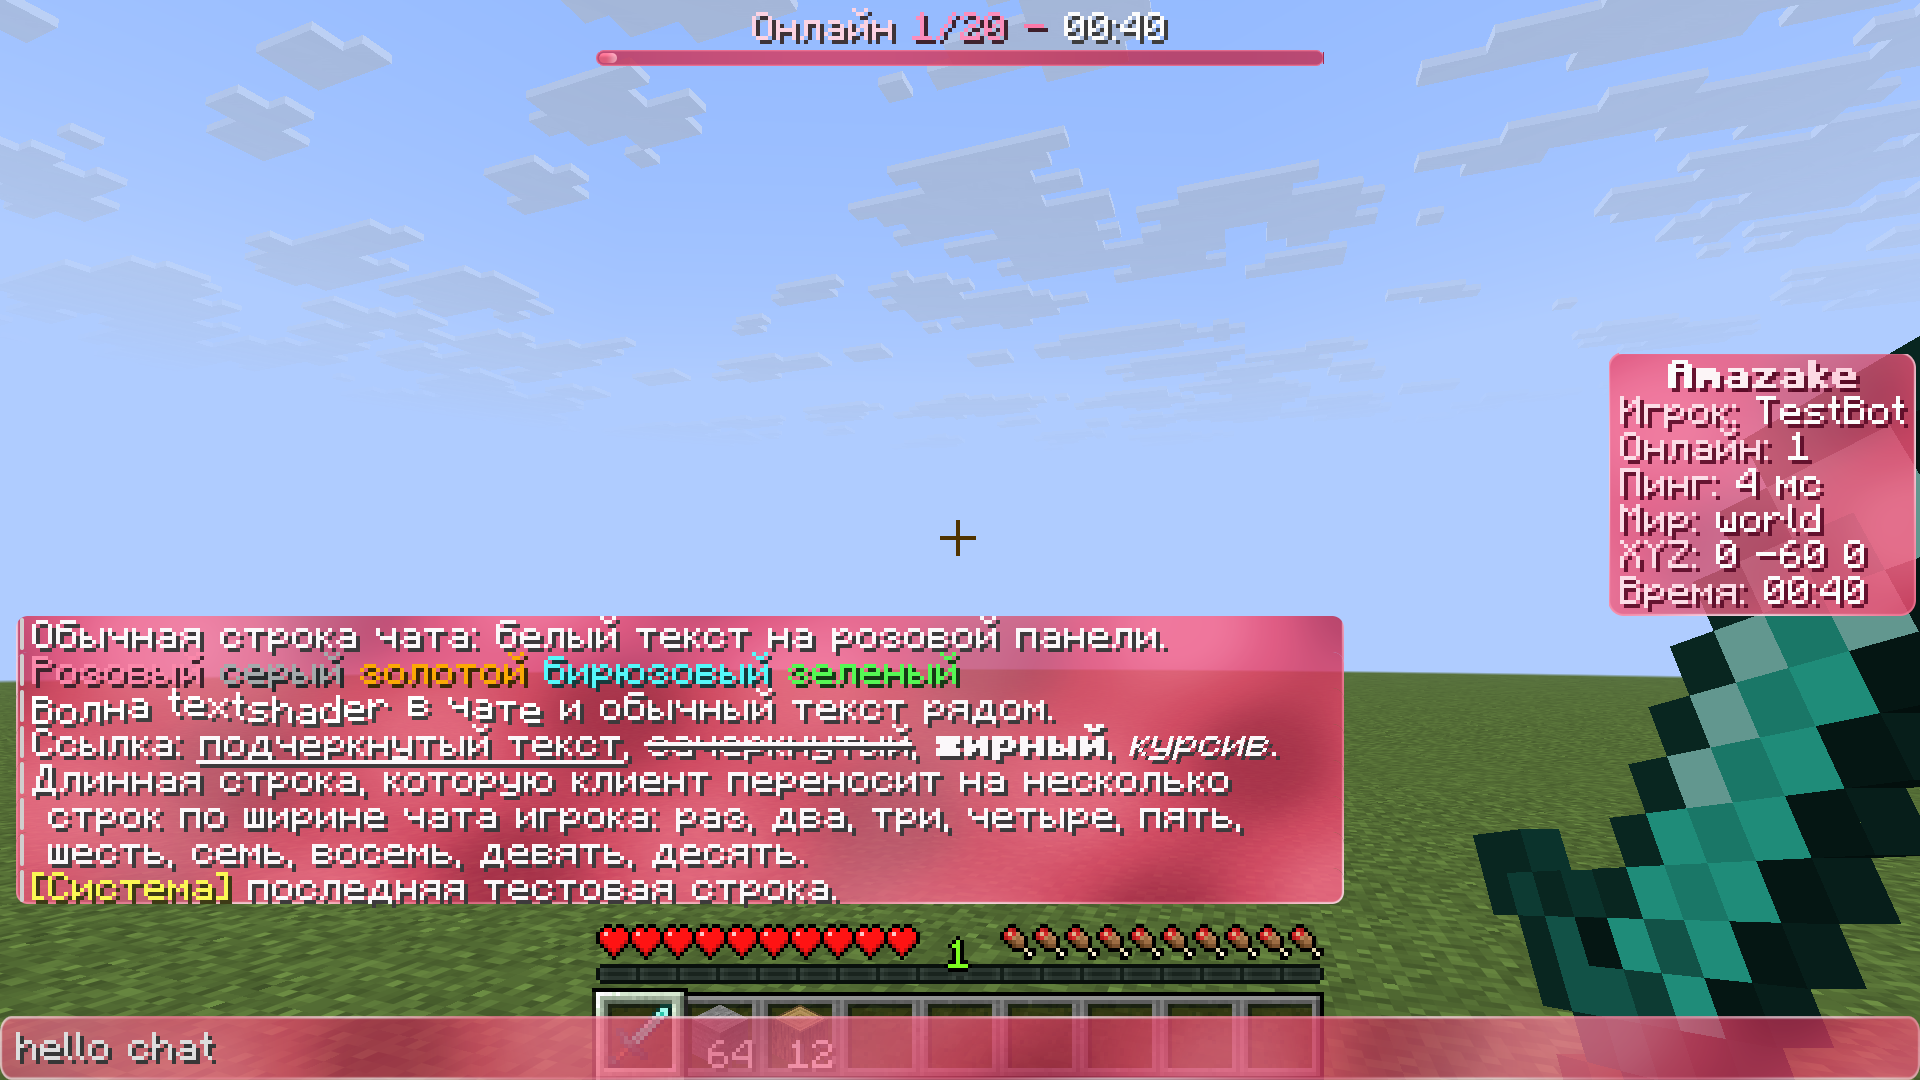 Онлайн 1/20 - 00:40
Amazake
Игрок: TestBot
Онлайн: 1
Пинг: 4 мс
Мир: world
XYZ: 0 -60 0
Время: 00:40
Обычная строка чата: белый текст на розовой панели.
Розовый серый золотой бирюзовый зеленый
Волна textshader в чате и обычный текст рядом.
Ссылка: подчеркнутый текст, зачеркнутый, жирный, курсив.
Длинная строка, которую клиент переносит на несколько
строк по ширине чата игрока: раз, два, три, четыре, пять,
шесть, семь, восемь, девять, десять.
[Система] последняя тестовая строка.
1
64 12
hello chat